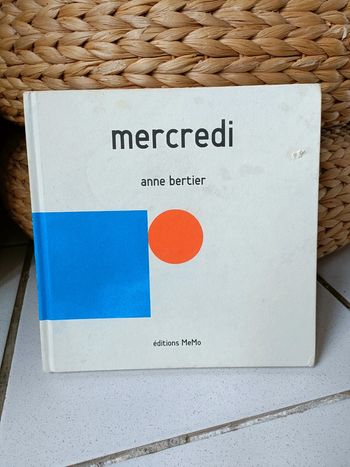 mercredi
anne bertier
éditions MeMo